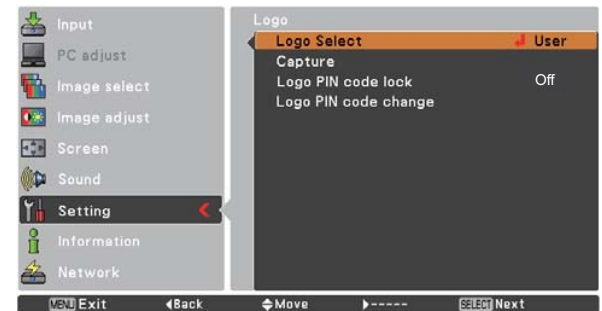 Input
PC adjust
Image select
Image adjust
Screen
Sound
Setting
Information
Network
Logo
Logo Select User
Capture
Logo PIN code lock Off
Logo PIN code change
MENU Exit ◀Back Move ▶----- SELECT Next